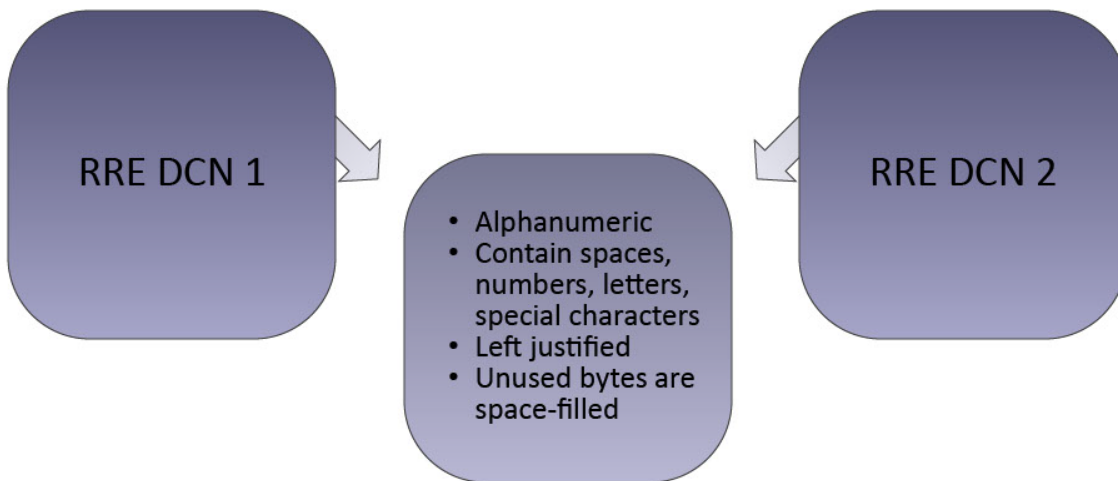 RRE DCN 1
RRE DCN 2
• Alphanumeric
• Contain spaces,
numbers, letters,
special characters
• Left justified
• Unused bytes are
space-filled